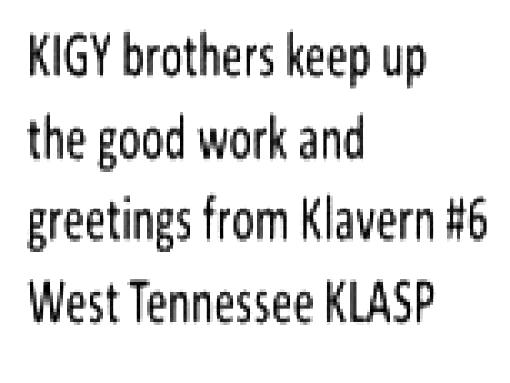 KIGY brothers keep up
the good work and
greetings from Klavern #6
West Tennessee KLASP